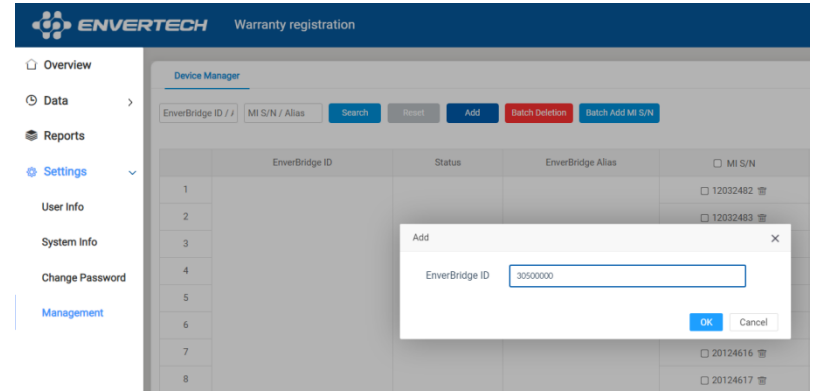 ENVERTECH Warranty registration
Overview
Data
Reports
Settings
User Info
System Info
Change Password
Management
Device Manager
EnverBridge ID / MI S/N / Alias Search Reset Add Batch Deletion Batch Add MI S/N
EnverBridge ID Status EnverBridge Alias MI S/N
1 12032482
2 12032483
3
4
5
6
7 20124616
8 20124617
Add
EnverBridge ID 30500000
OK Cancel